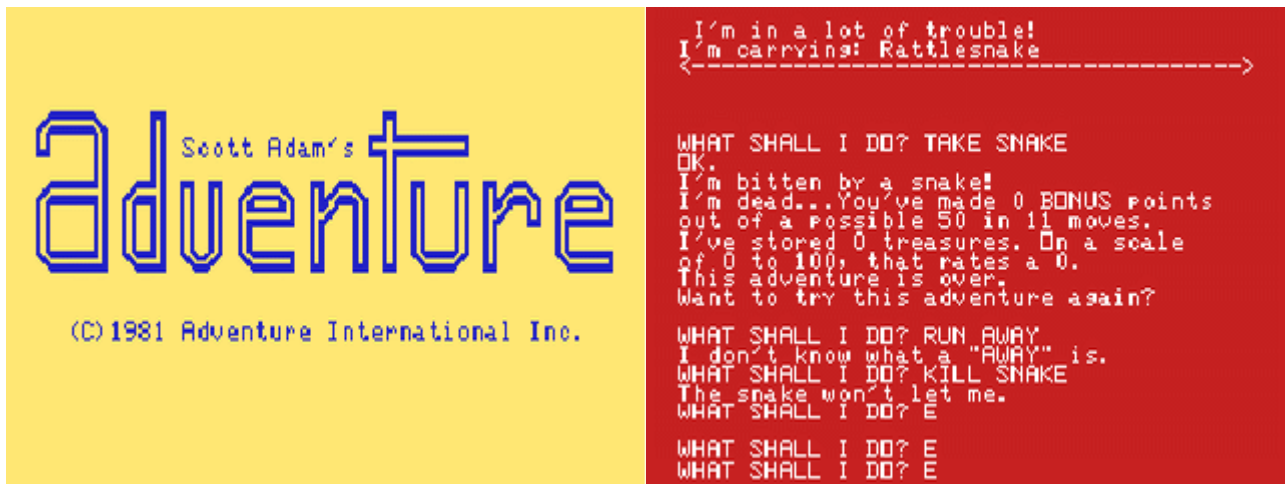 Scott Adam's
adventure
(C)1981 Adventure International Inc.
I'm in a lot of trouble!
I'm carrying: Rattlesnake
<------------------------------------->
WHAT SHALL I DO? TAKE SNAKE
OK.
I'm bitten by a snake!
I'm dead...You've made 0 BONUS points
out of a possible 50 in 11 moves.
I've stored 0 treasures. On a scale
of 0 to 100, that rates a 0.
This adventure is over.
Want to try this adventure again?
WHAT SHALL I DO? RUN AWAY
I don't know what a "AWAY" is.
WHAT SHALL I DO? KILL SNAKE
The snake won't let me.
WHAT SHALL I DO? E
WHAT SHALL I DO? E
WHAT SHALL I DO? E